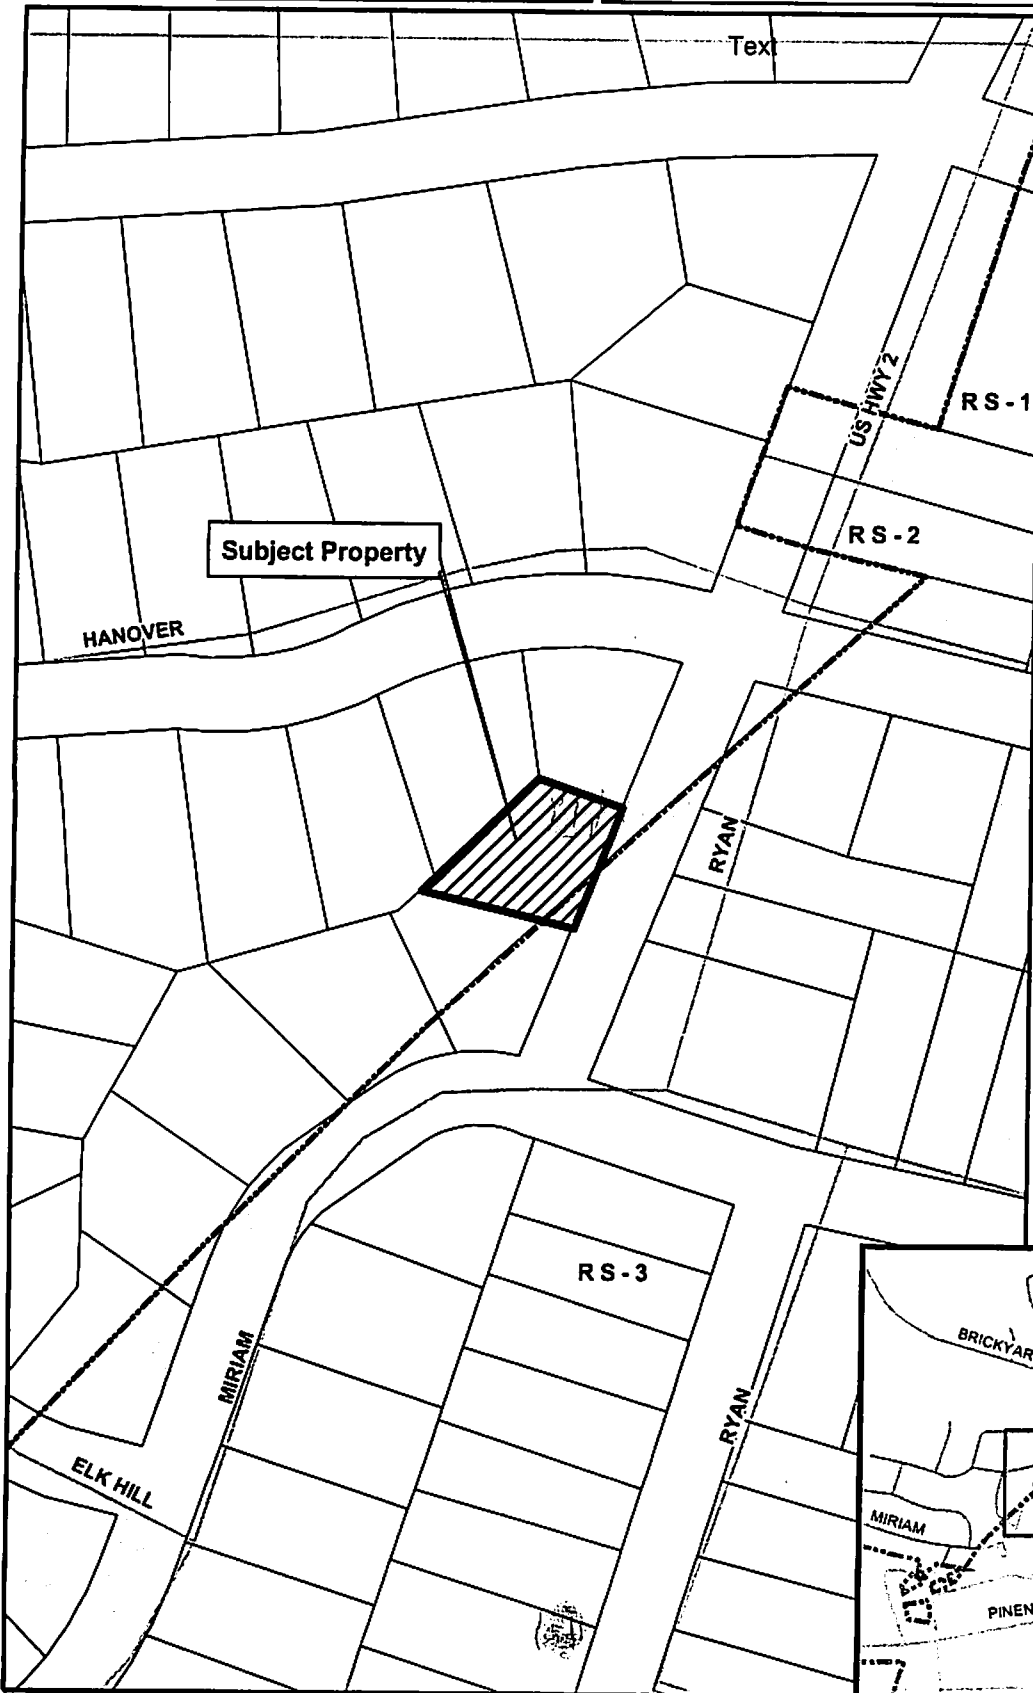 Text
US HWY 2
RS-1
RS-2
Subject Property
HANOVER
RYAN
RS-3
MIRIAM
RYAN
ELK HILL
BRICKYAR
MIRIAM
PINEN